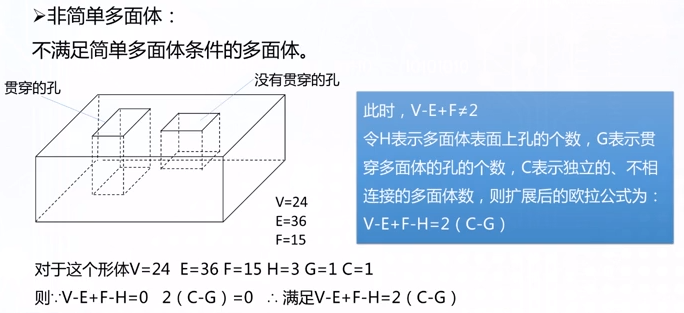 ➢非简单多面体：
不满足简单多面体条件的多面体。
贯穿的孔
没有贯穿的孔
V=24
E=36
F=15
此时，V-E+F≠2
令H表示多面体表面上孔的个数，G表示贯
穿多面体的孔的个数，C表示独立的、不相
连接的多面体数，则扩展后的欧拉公式为：
V-E+F-H=2（C-G）
对于这个形体V=24 E=36 F=15 H=3 G=1 C=1
则∵V-E+F-H=0 2（C-G）=0 ∴ 满足V-E+F-H=2（C-G）